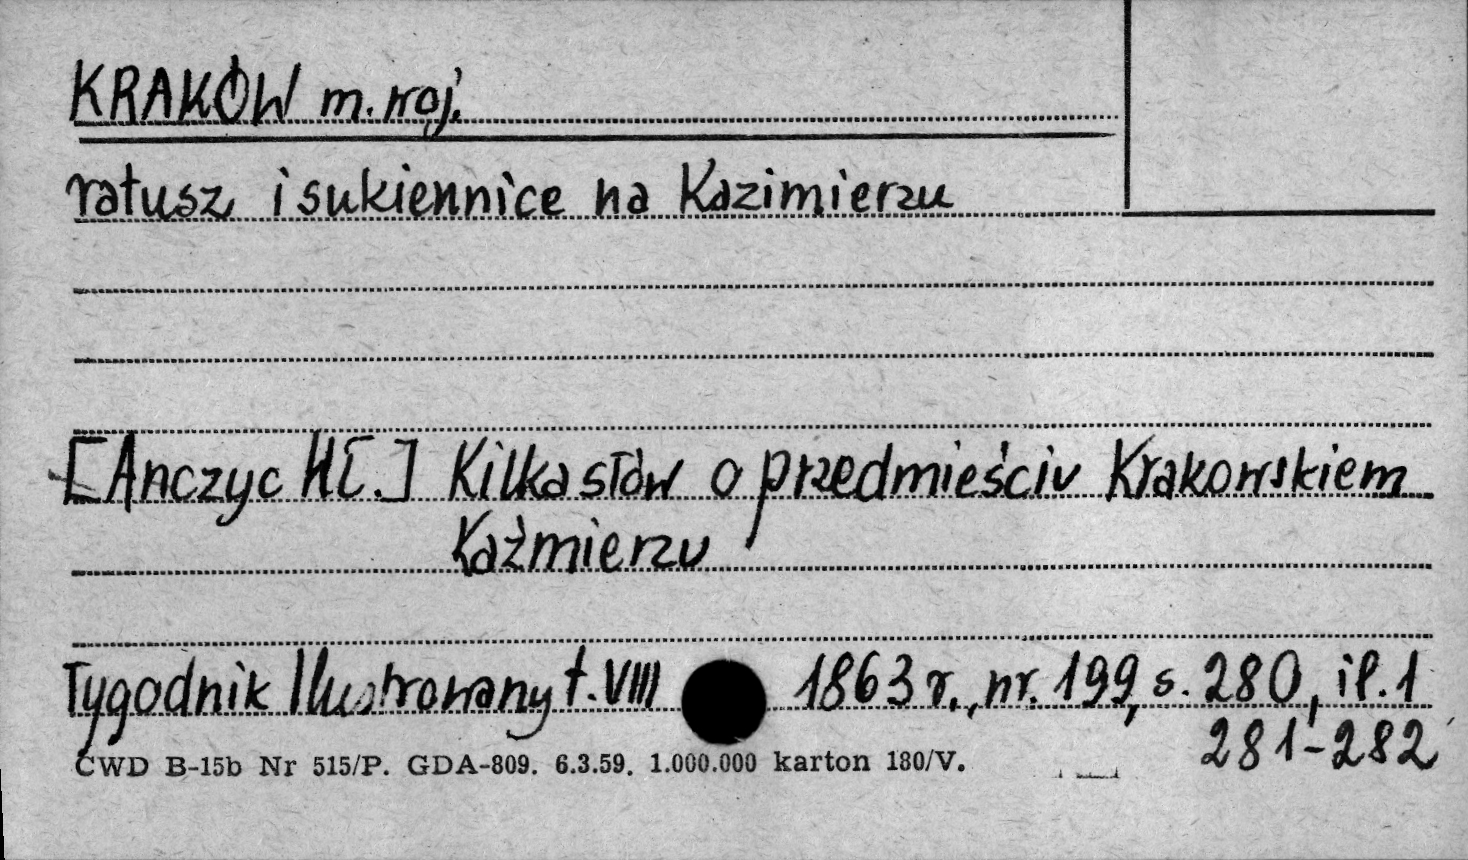 KRAKÓW m. woj.
ratusz i sukiennice na Kazimierzu
[Anczyc Wł.] Kilka słów o przedmieściu Krakowskiem
Kaźmierzu
Tygodnik Ilustrowany t. VIII 1863 r., nr. 199, s. 280, il. 1
281-282
CWD B-15b Nr 515/P. GDA-809. 6.3.59. 1.000.000 karton 180/V.